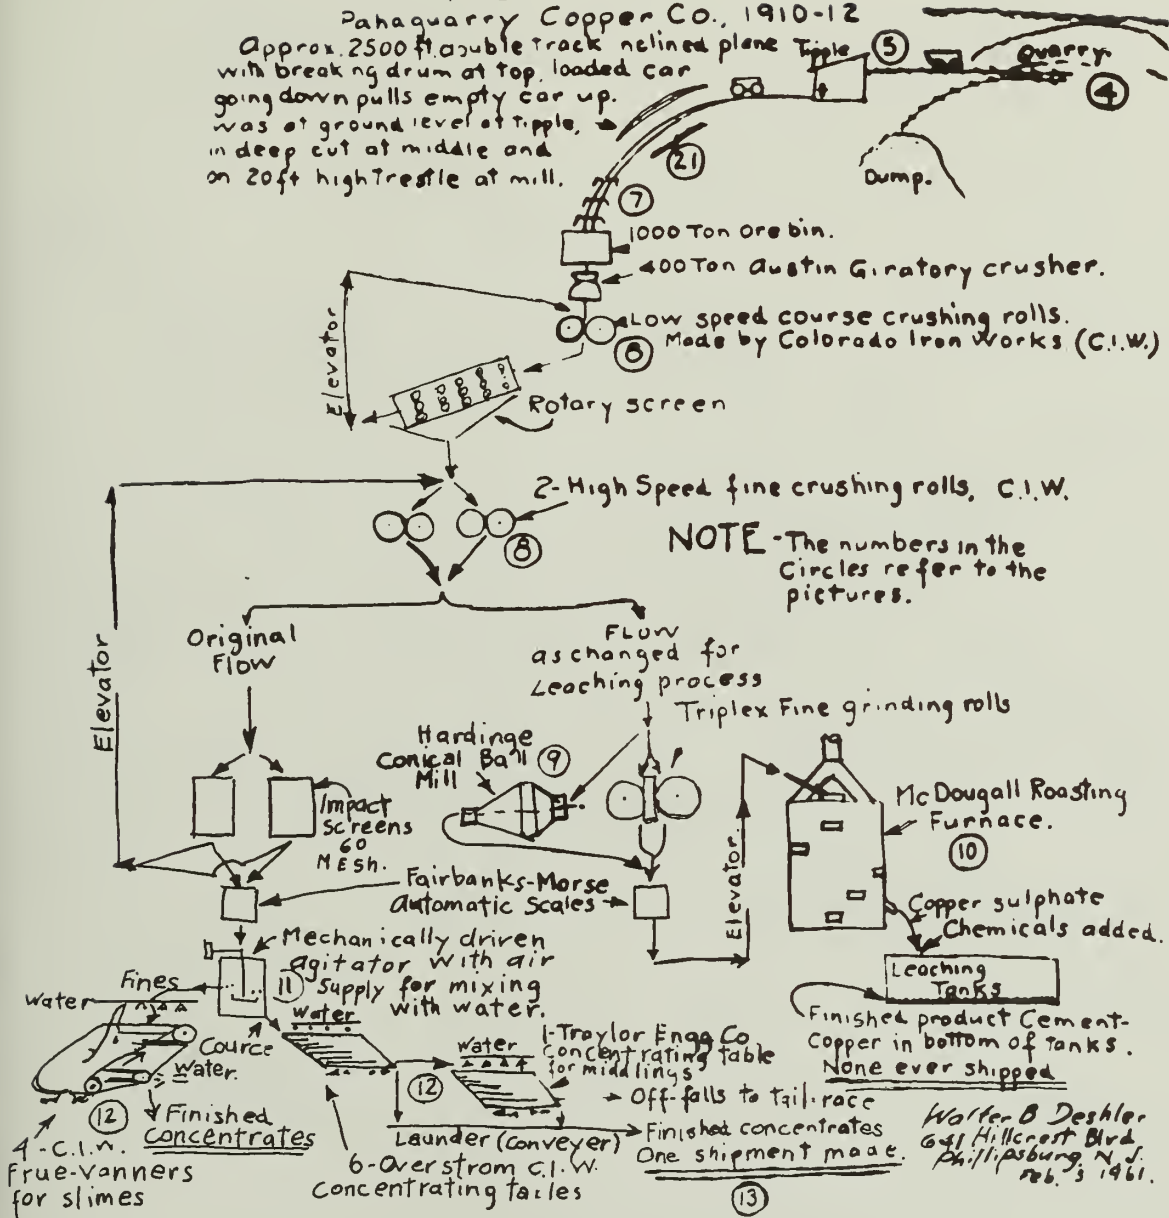 Pahaquarry Copper Co., 1910-12
Approx. 2500 ft. double track nclined plane
with break ng drum at top, loaded car
going down pulls empty car up.
was at ground level at tipple,
in deep cut at middle and
on 20 ft high trestle at mill.
Tipple
5
Quarry
4
Dump.
21
7
1000 Ton Ore bin.
400 Ton Austin Giratory crusher.
Low speed course crushing rolls.
Made by Colorado Iron Works (C.I.W.)
8
Elevator
Rotary screen
2-High Speed fine crushing rolls, C.I.W.
8
NOTE - The numbers in the
Circles refer to the
pictures.
Elevator
Original
Flow
FLOW
as changed for
Leaching process
Triplex Fine grinding rolls
Hardinge
Conical Ball
Mill
9
Impact
Screens
60
MEsh.
McDougall Roasting
Furnace.
10
Elevator.
Fairbanks-Morse
Automatic Scales
Copper sulphate
Chemicals added.
Leaching
Tanks
Finished product Cement-
Copper in bottom of tanks.
None ever shipped
Mechanically driven
agitator with air
Supply for mixing
with water.
11
Fines
Water
Cource
Water.
Water
Water
1-Traylor Engg Co
Concentrating table
for middlings
Off-falls to tail-race
12
12
Finished
Concentrates
4-C.I.W.
Frue-vanners
for slimes
Launder (Conveyer)
6-Overstrom C.I.W.
Concentrating tables
Finished concentrates
One shipment made.
13
Walter B Deshler
641 Hillcrest Blvd
Phillipsburg N.J.
Feb. 3 1961.